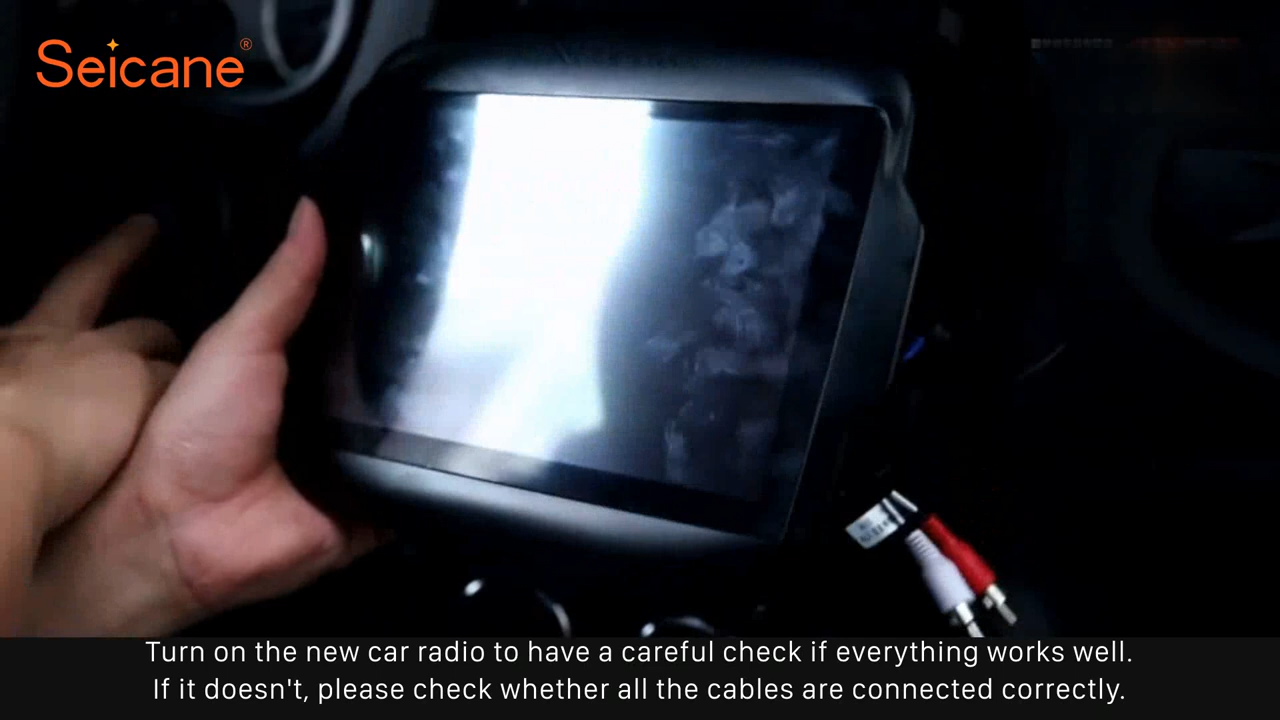 Seicane®
Turn on the new car radio to have a careful check if everything works well.
If it doesn't, please check whether all the cables are connected correctly.